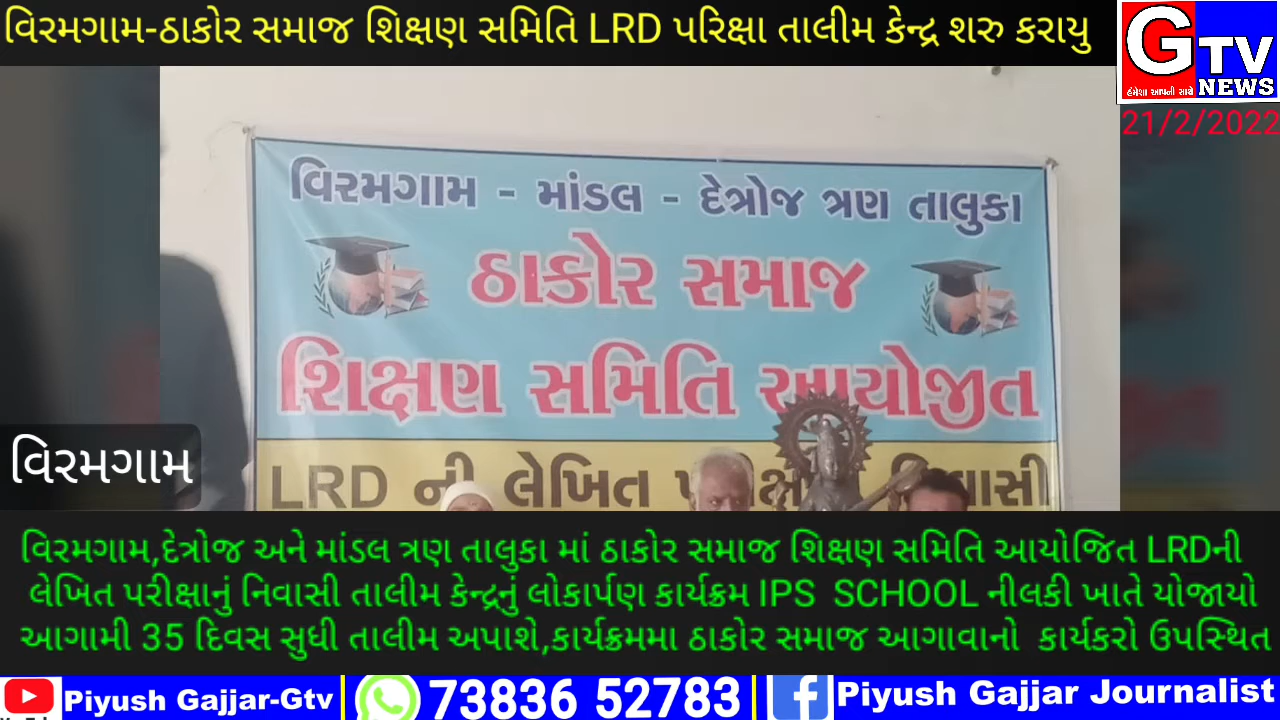 વિરમગામ-ઠાકોર સમાજ શિક્ષણ સમિતિ LRD પરિક્ષા તાલીમ કેન્દ્ર શરુ કરાયુ
GTV
હંમેશા આપની સાથે NEWS
21/2/2022
વિરમગામ - માંડલ - દેત્રોજ ત્રણ તાલુકા
ઠાકોર સમાજ
શિક્ષણ સમિતિ આયોજીત
LRD ની લેખિત
વિરમગામ
વિરમગામ,દેત્રોજ અને માંડલ ત્રણ તાલુકા માં ઠાકોર સમાજ શિક્ષણ સમિતિ આયોજિત LRDની
લેખિત પરીક્ષાનું નિવાસી તાલીમ કેન્દ્રનું લોકાર્પણ કાર્યક્રમ IPS SCHOOL નીલકી ખાતે યોજાયો
આગામી 35 દિવસ સુધી તાલીમ અપાશે,કાર્યક્રમમા ઠાકોર સમાજ આગાવાનો કાર્યકરો ઉપસ્થિત
Piyush Gajjar-Gtv 73836 52783 Piyush Gajjar Journalist